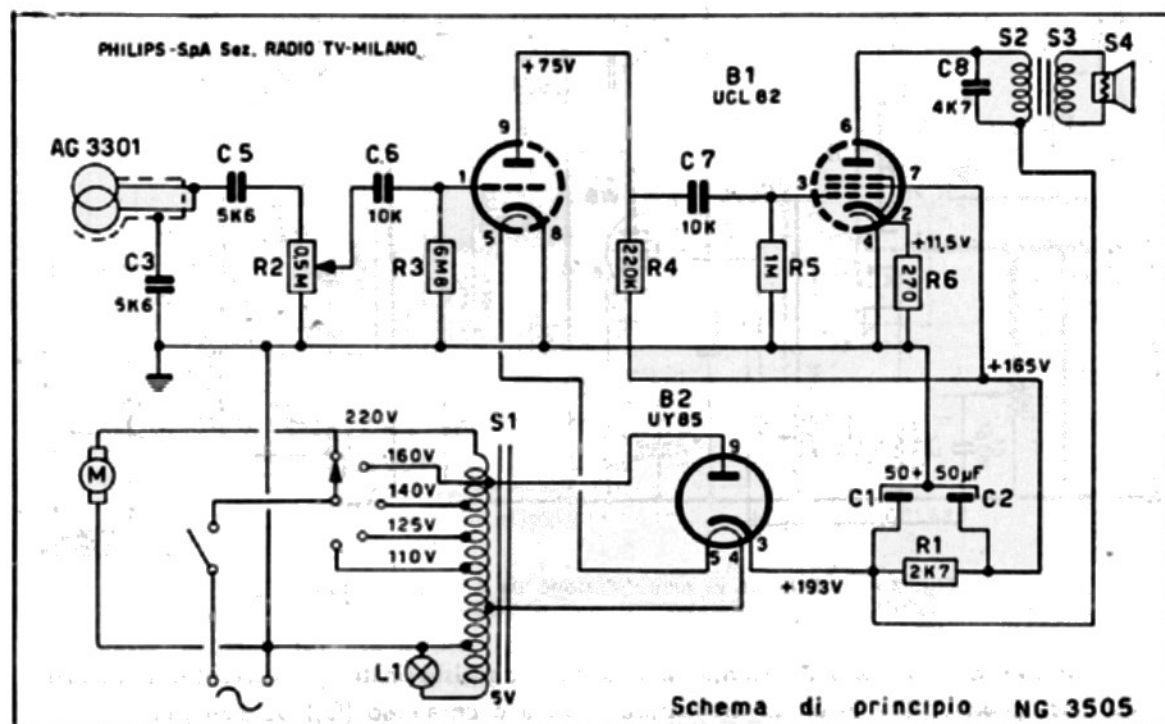 PHILIPS - S.p.A Sez. RADIO TV-MILANO
+75V
B1
UCL 82
S2 S3 S4
C8
4K7
AG 3301
C5
5K6
C.6
10K
9
1
5
8
C7
10K
6
3
7
2
4
+11,5V
C3
5K6
R2
0,5M
R3
6M8
R4
220K
R5
1M
R6
270
+165V
B2
UY85
9
5 4 3
220V
160V
140V
125V
110V
S1
M
50+50µF
C1
C2
R1
2K7
+193V
L1
5V
Schema di principio NG 3505